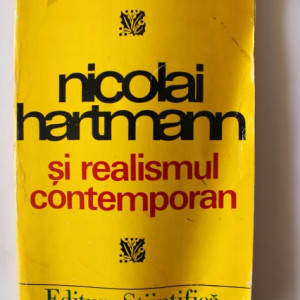 nicolai
hartmann
și realismul
contemporan
Editura Științifică